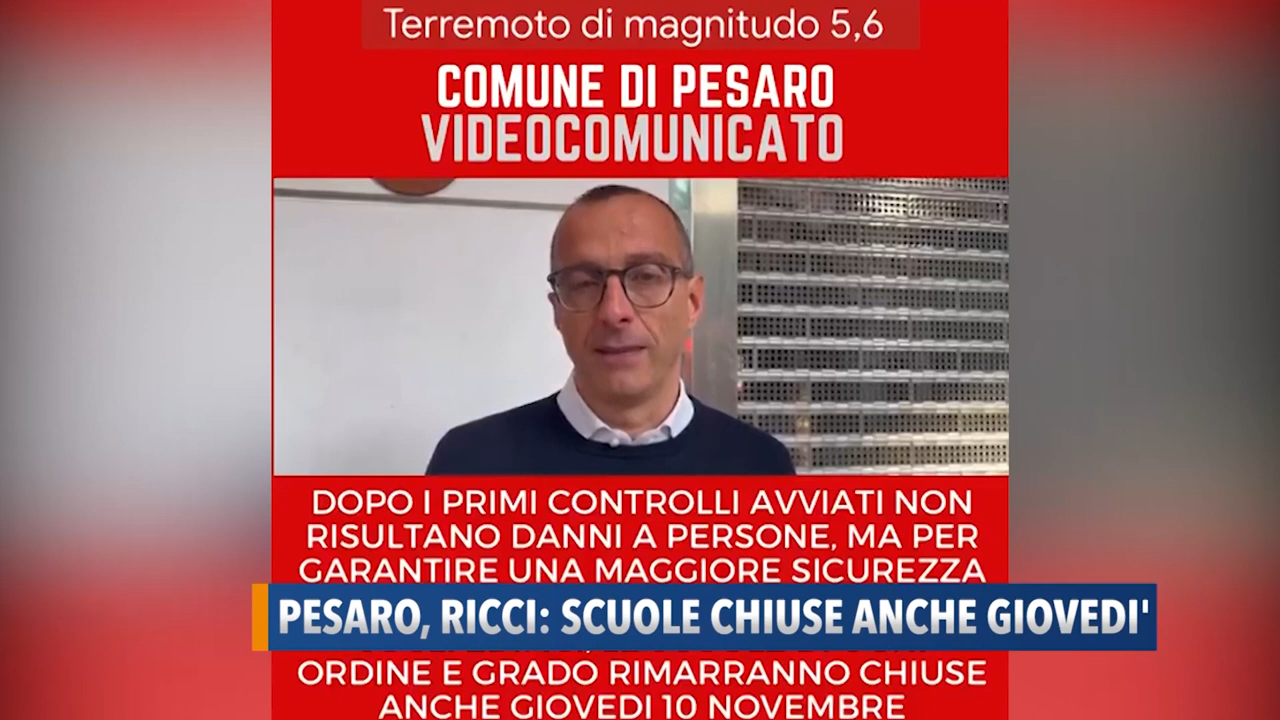 Terremoto di magnitudo 5,6
COMUNE DI PESARO
VIDEOCOMUNICATO
DOPO I PRIMI CONTROLLI AVVIATI NON
RISULTANO DANNI A PERSONE, MA PER
GARANTIRE UNA MAGGIORE SICUREZZA
PESARO, RICCI: SCUOLE CHIUSE ANCHE GIOVEDI'
ORDINE E GRADO RIMARRANNO CHIUSE
ANCHE GIOVEDI 10 NOVEMBRE